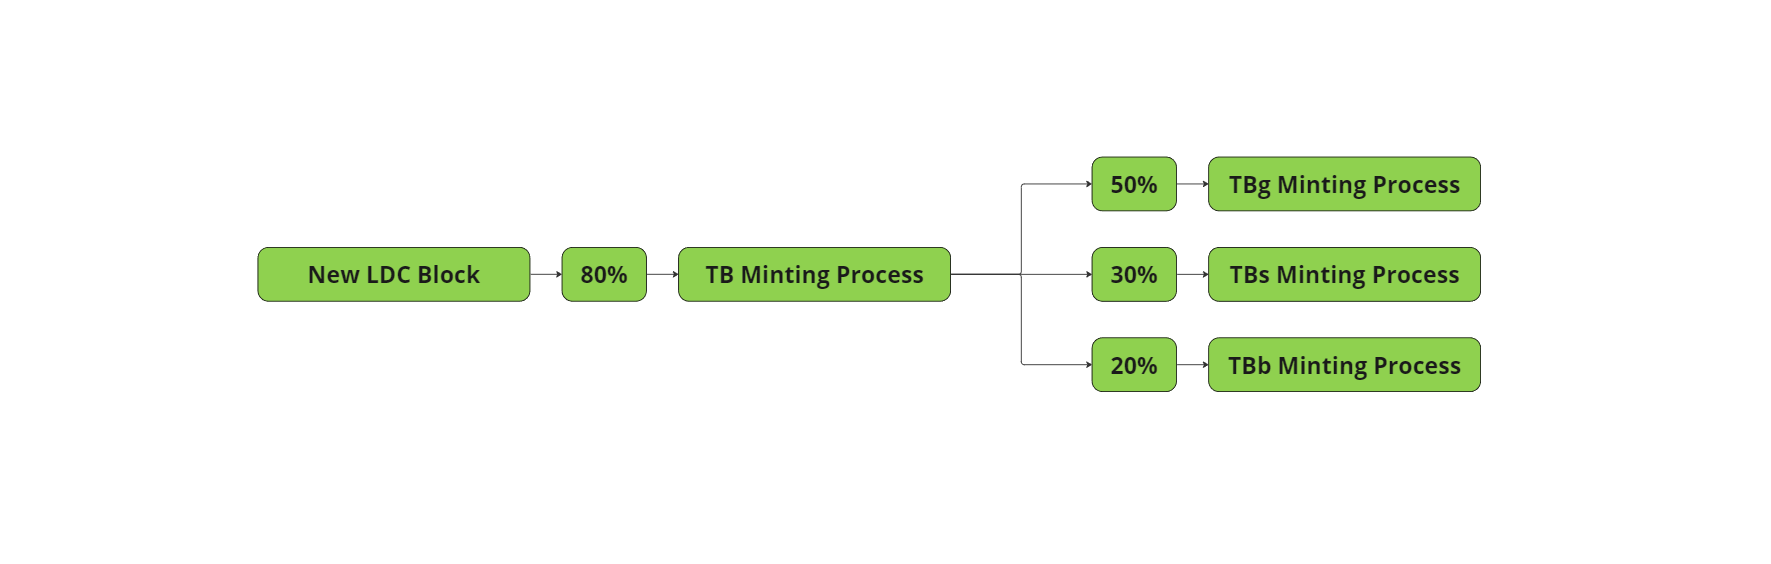 New LDC Block
80%
TB Minting Process
50%
TBg Minting Process
30%
TBs Minting Process
20%
TBb Minting Process